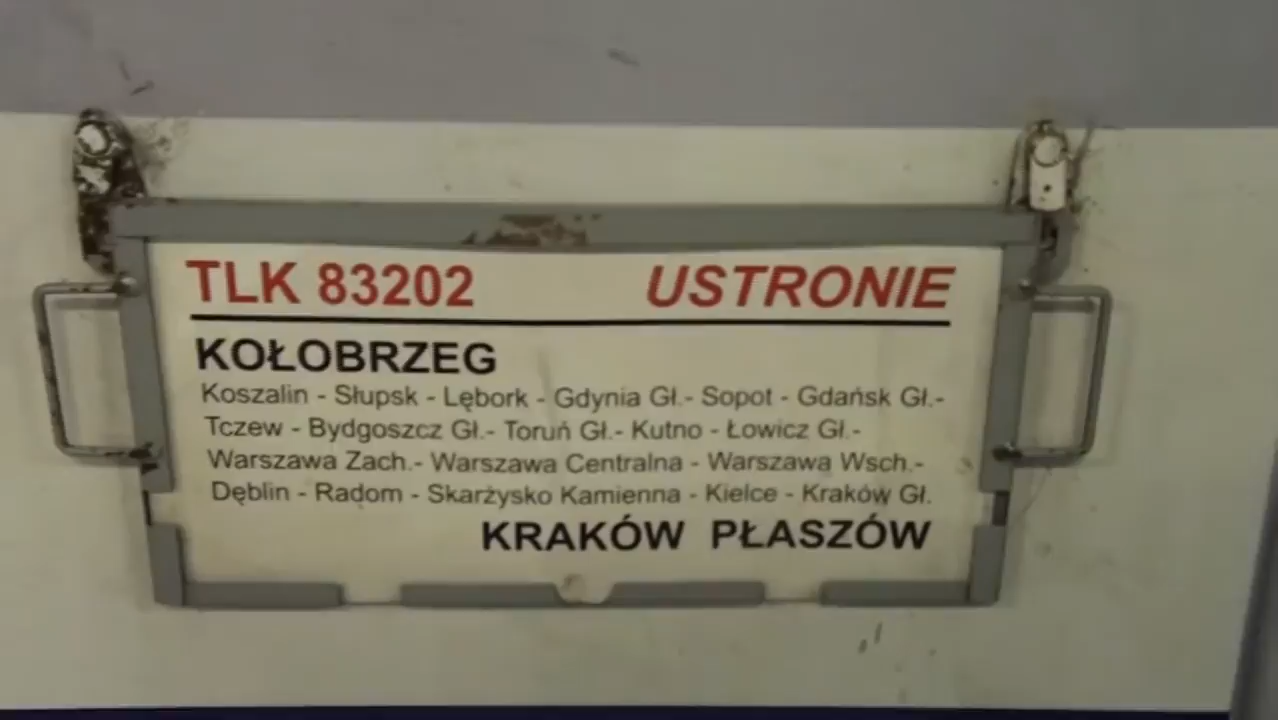 TLK 83202 USTRONIE
KOŁOBRZEG
Koszalin - Słupsk - Lębork - Gdynia Gł.- Sopot - Gdańsk Gł.-
Tczew - Bydgoszcz Gł.- Toruń Gł.- Kutno - Łowicz Gł.-
Warszawa Zach.- Warszawa Centralna - Warszawa Wsch.-
Dęblin - Radom - Skarżysko Kamienna - Kielce - Kraków Gł.
KRAKÓW PŁASZÓW